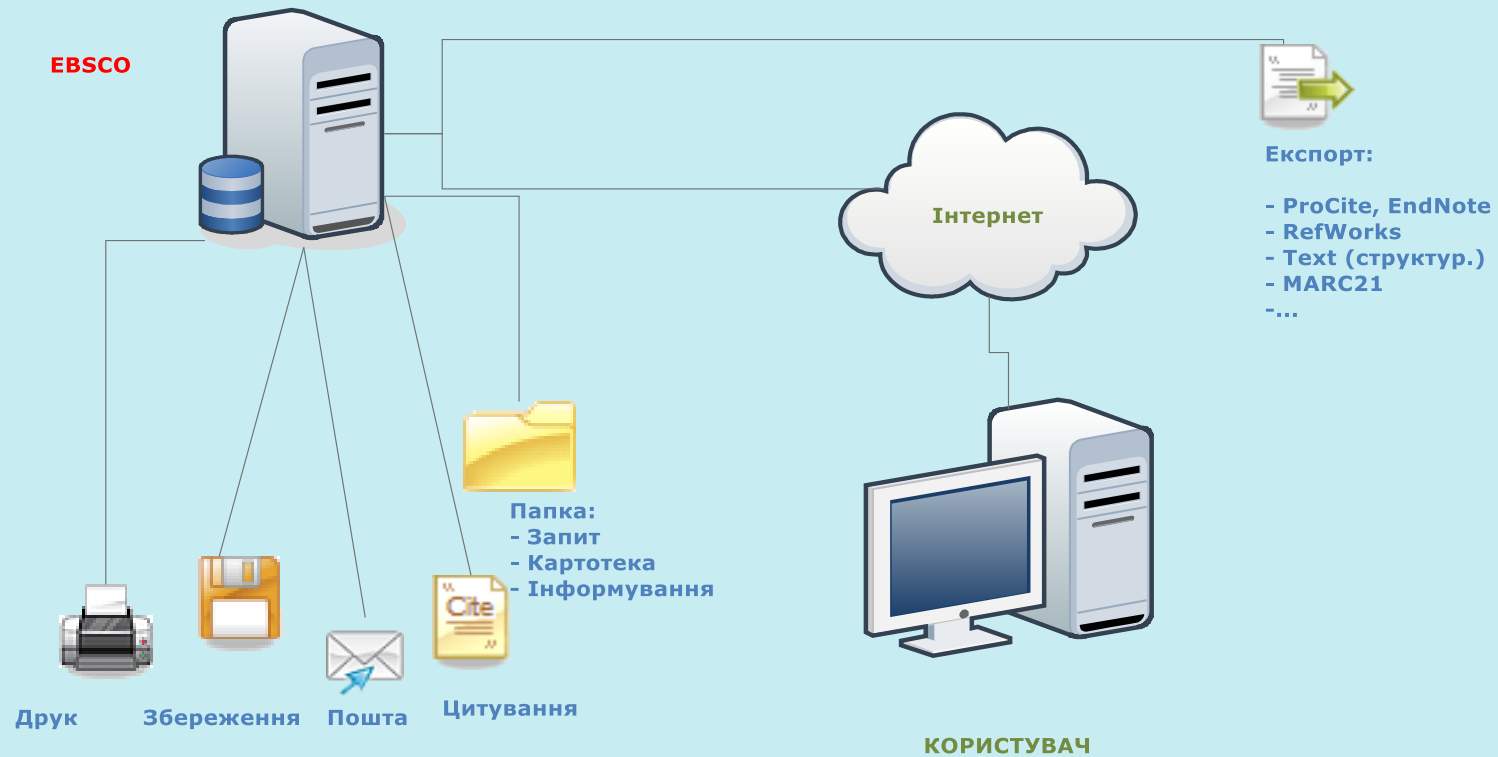 EBSCO
Експорт:
- ProCite, EndNote
- RefWorks
- Text (структур.)
- MARC21
-...
Інтернет
Папка:
- Запит
- Картотека
- Інформування
Cite
Друк
Збереження
Пошта
Цитування
КОРИСТУВАЧ